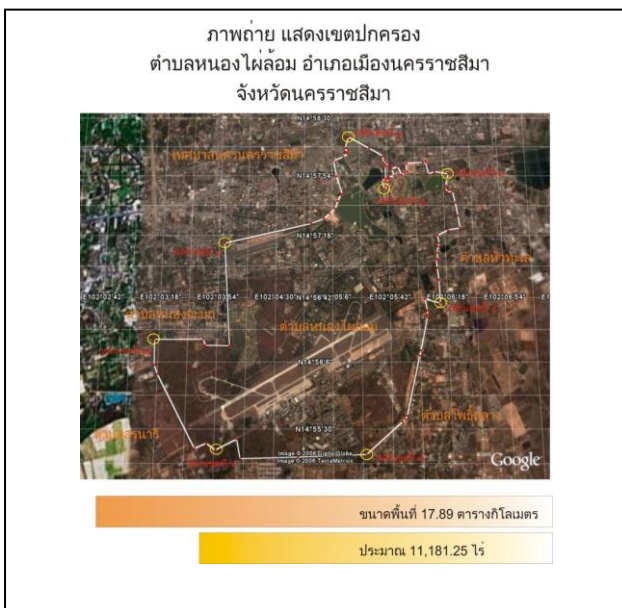 ภาพถ่าย แสดงเขตปกครอง
ตำบลหนองไผ่ล้อม อำเภอเมืองนครราชสีมา
จังหวัดนครราชสีมา
N14°58'30
เทศบาลนครนครราชสีมา
N14°57'54
N14°57'18
ตำบลหัวทะเล
E102°02'42 E102°03'18 E102°03'54 E102°04'30 N14°56'42 E102°05'42 E102°06'18 E102°06'54
ตำบลหนองจะบก
ตำบลหนองไผ่ล้อม
N14°56'6
ตำบลโพธิ์กลาง
N14°55'30
Image © 2006 DigitalGlobe
Image © 2006 TerraMetrics
Google
ขนาดพื้นที่ 17.89 ตารางกิโลเมตร
ประมาณ 11,181.25 ไร่